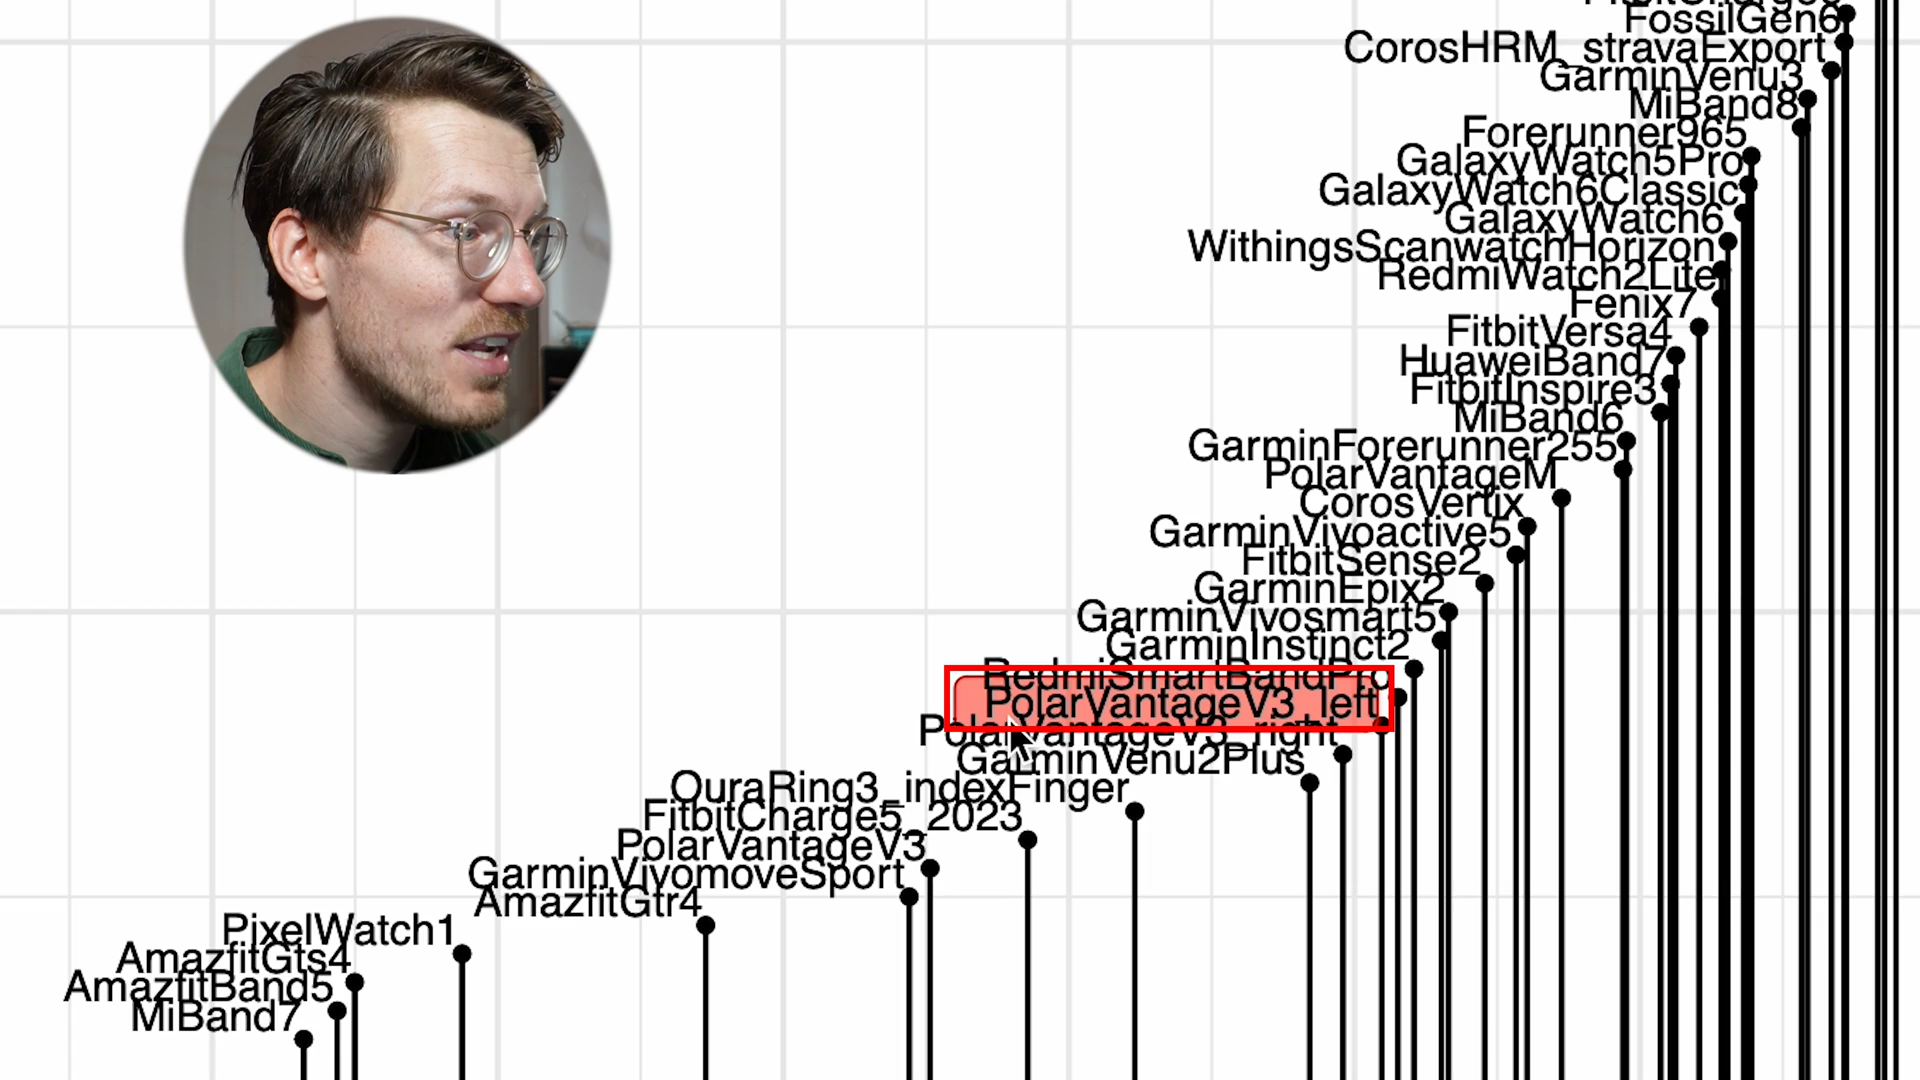 FossilGen6
CorosHRM_stravaExport
GarminVenu3
MiBand8
Forerunner965
GalaxyWatch5Pro
GalaxyWatch6Classic
GalaxyWatch6
WithingsScanwatchHorizon
RedmiWatch2Lite
Fenix7
FitbitVersa4
HuaweiBand7
FitbitInspire3
MiBand6
GarminForerunner255
PolarVantageM
CorosVertix
GarminVivoactive5
FitbitSense2
GarminEpix2
GarminVivosmart5
GarminInstinct2
RedmiSmartBandPro
PolarVantageV3_left
PolarVantageV3_right
GarminVenu2Plus
OuraRing3_indexFinger
FitbitCharge5_2023
PolarVantageV3
GarminVivomoveSport
AmazfitGtr4
PixelWatch1
AmazfitGts4
AmazfitBand5
MiBand7